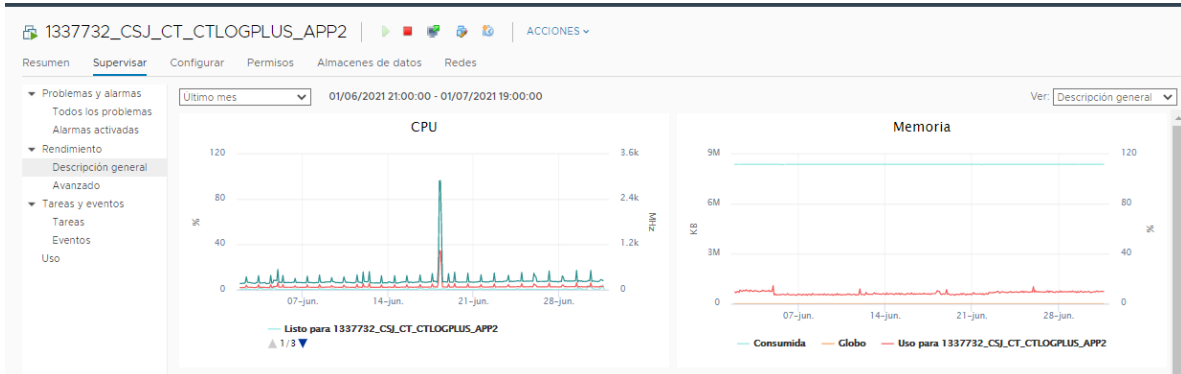 1337732_CSJ_CT_CTLOGPLUS_APP2 ACCIONES
Resumen Supervisar Configurar Permisos Almacenes de datos Redes
Problemas y alarmas
Todos los problemas
Alarmas activadas
Rendimiento
Descripción general
Avanzado
Tareas y eventos
Tareas
Eventos
Uso
Último mes 01/06/2021 21:00:00 - 01/07/2021 19:00:00 Ver: Descripción general
CPU
120 3.6k
80 2.4k
% MHz
40 1.2k
0 0
07-jun. 14-jun. 21-jun. 28-jun.
Listo para 1337732_CSJ_CT_CTLOGPLUS_APP2
1/3
Memoria
9M 120
6M 80
KB %
3M 40
0 0
07-jun. 14-jun. 21-jun. 28-jun.
Consumida Globo Uso para 1337732_CSJ_CT_CTLOGPLUS_APP2